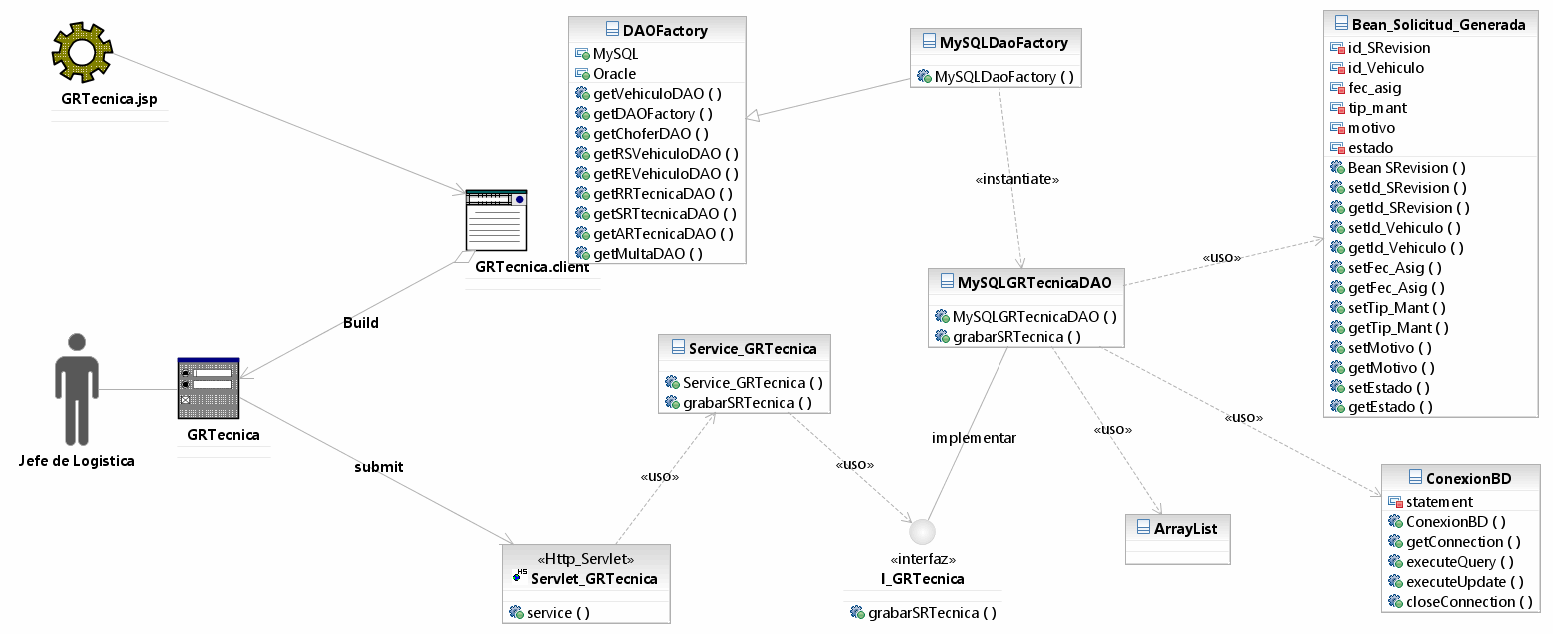 GRTecnica.jsp
GRTecnica.client
Build
Jefe de Logistica
GRTecnica
submit
DAOFactory
MySQL
Oracle
getVehiculoDAO ( )
getDAOFactory ( )
getChoferDAO ( )
getRSVehiculoDAO ( )
getREVehiculoDAO ( )
getRRTecnicaDAO ( )
getSRTtecnicaDAO ( )
getARTecnicaDAO ( )
getMultaDAO ( )
MySQLDaoFactory
MySQLDaoFactory ( )
«instantiate»
MySQLGRTecnicaDAO
MySQLGRTecnicaDAO ( )
grabarSRTecnica ( )
«uso»
Bean_Solicitud_Generada
id_SRevision
id_Vehiculo
fec_asig
tip_mant
motivo
estado
Bean SRevision ( )
setId_SRevision ( )
getId_SRevision ( )
setId_Vehiculo ( )
getId_Vehiculo ( )
setFec_Asig ( )
getFec_Asig ( )
setTip_Mant ( )
getTip_Mant ( )
setMotivo ( )
getMotivo ( )
setEstado ( )
getEstado ( )
Service_GRTecnica
Service_GRTecnica ( )
grabarSRTecnica ( )
«uso»
«uso»
implementar
«uso»
«uso»
«Http_Servlet»
HS
Servlet_GRTecnica
service ( )
«interfaz»
I_GRTecnica
grabarSRTecnica ( )
ArrayList
ConexionBD
statement
ConexionBD ( )
getConnection ( )
executeQuery ( )
executeUpdate ( )
closeConnection ( )